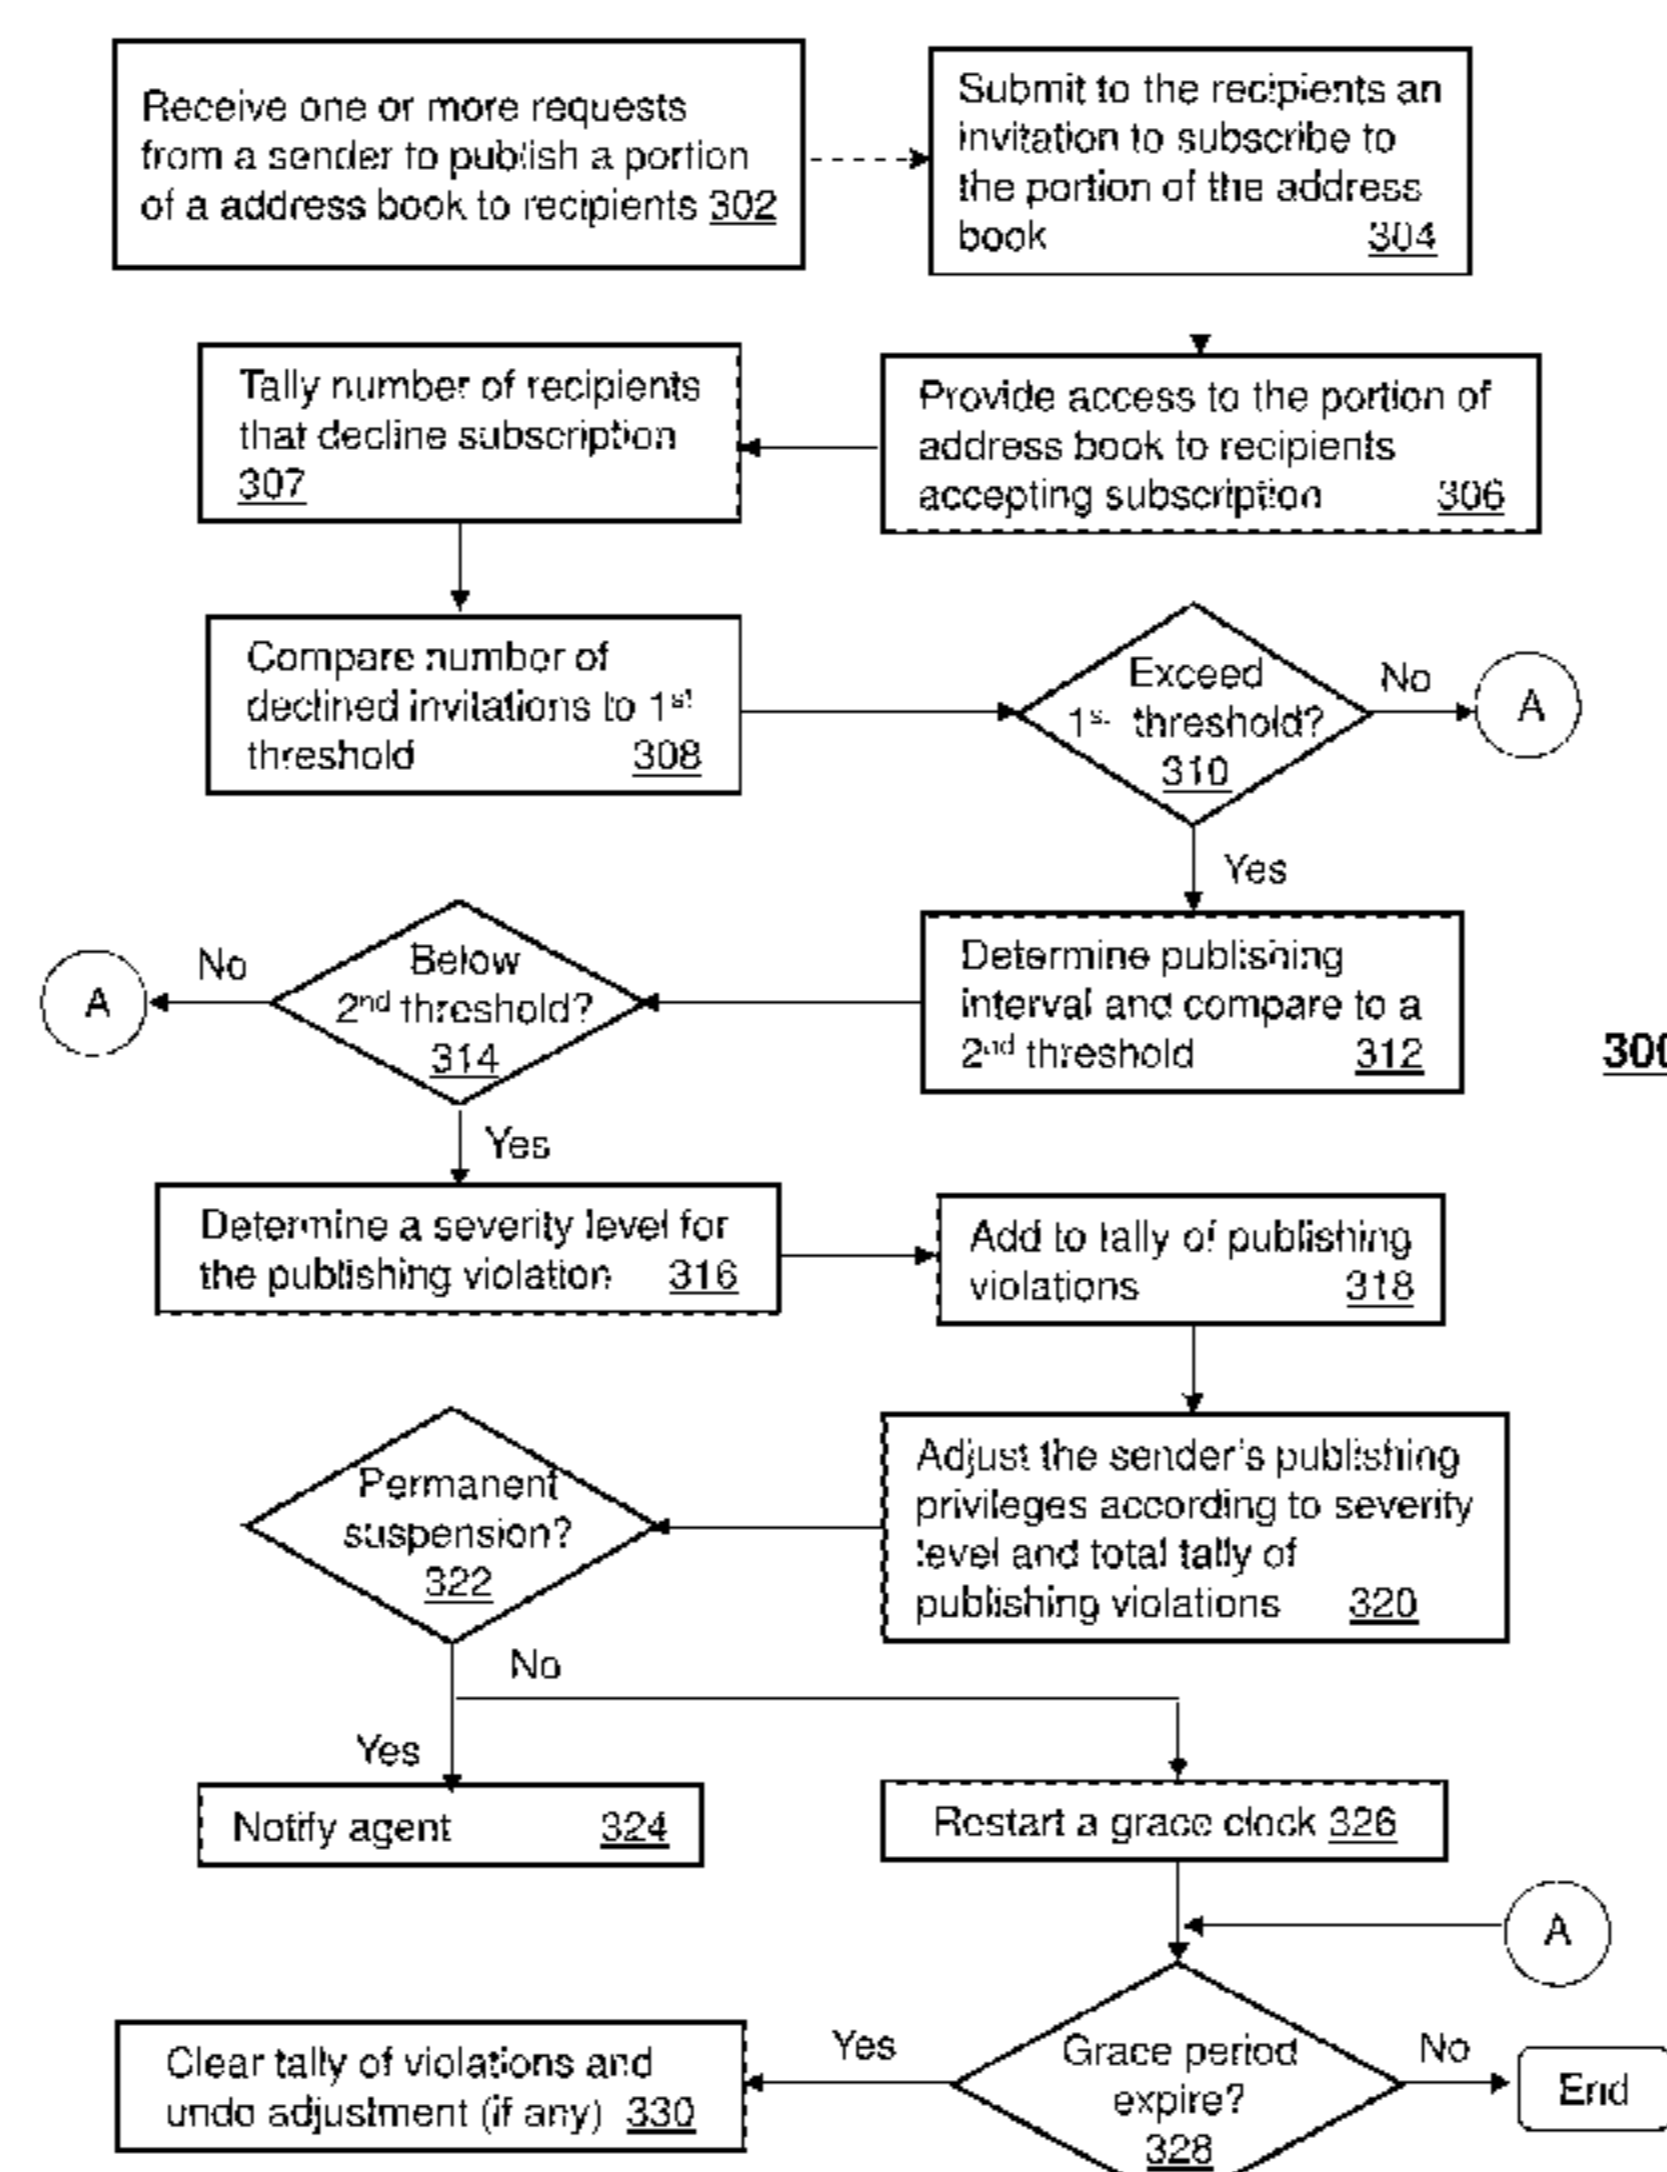 Receive one or more requests
from a sender to publish a portion
of a address book to recipients 302
Submit to the recipients an
invitation to subscribe to
the portion of the address
book 304
Tally number of recipients
that decline subscription
307
Provide access to the portion of
address book to recipients
accepting subscription 306
Compare number of
declined invitations to 1st
threshold 308
Exceed
1st threshold?
310
No
A
Yes
Below
2nd threshold?
314
No
A
Determine publishing
interval and compare to a
2nd threshold 312
300
Yes
Determine a severity level for
the publishing violation 316
Add to tally of publishing
violations 318
Permanent
suspension?
322
Adjust the sender's publishing
privileges according to severity
level and total tally of
publishing violations 320
No
Yes
Notify agent 324
Restart a grace clock 326
A
Clear tally of violations and
undo adjustment (if any) 330
Yes
Grace period
expire?
328
No
End